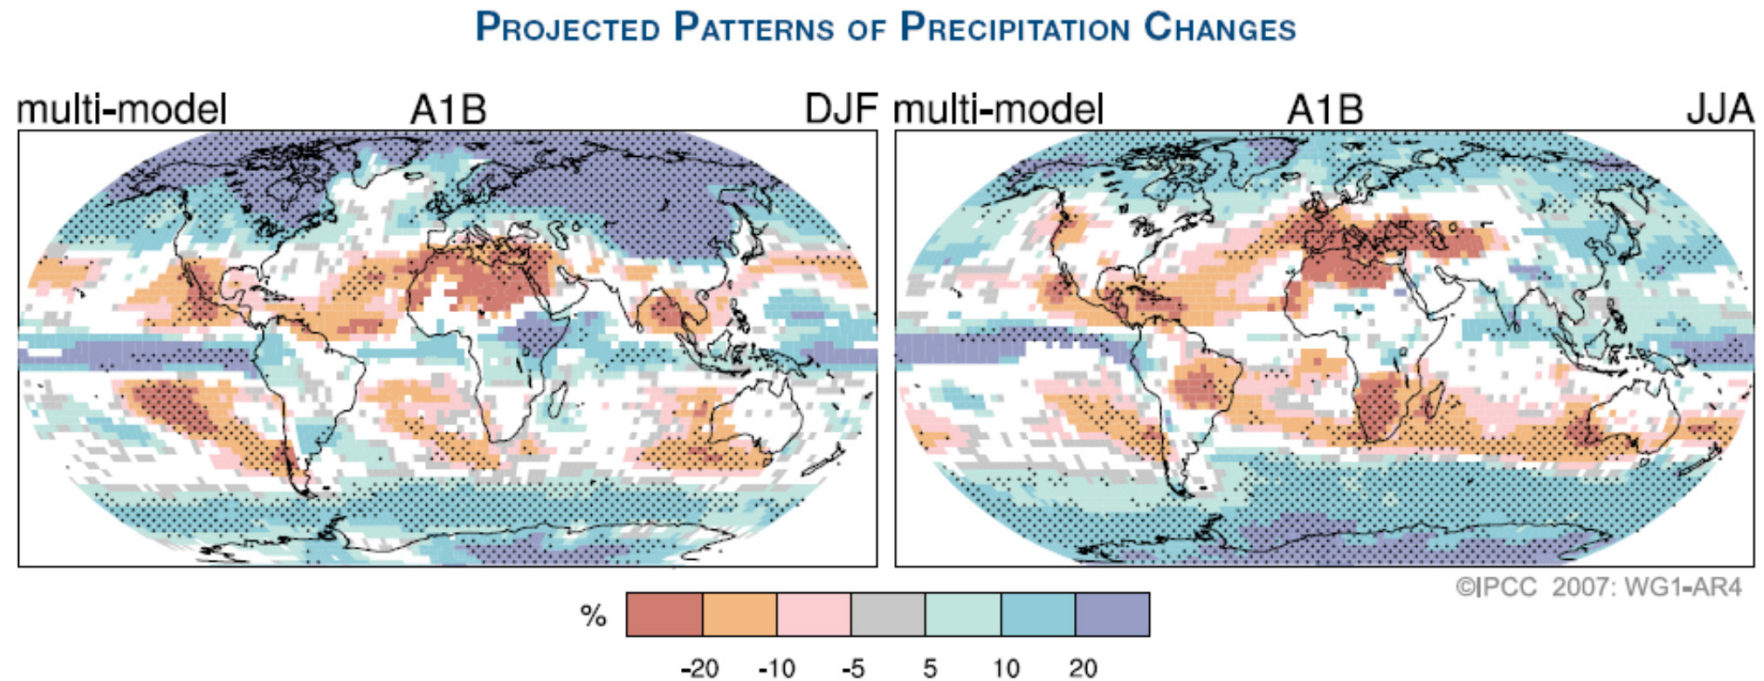 PROJECTED PATTERNS OF PRECIPITATION CHANGES
multi-model A1B DJF
multi-model A1B JJA
©IPCC 2007: WG1-AR4
%
-20 -10 -5 5 10 20